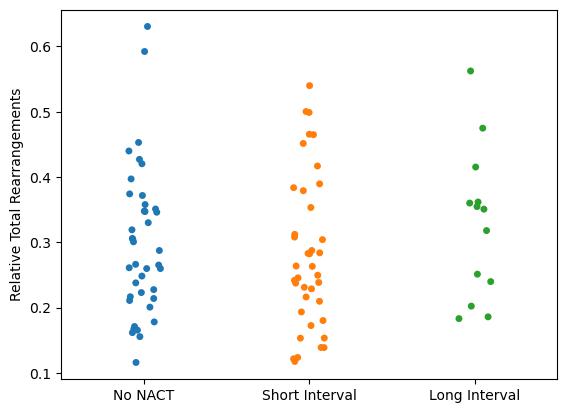 Relative Total Rearrangements
0.6
0.5
0.4
0.3
0.2
0.1
No NACT
Short Interval
Long Interval